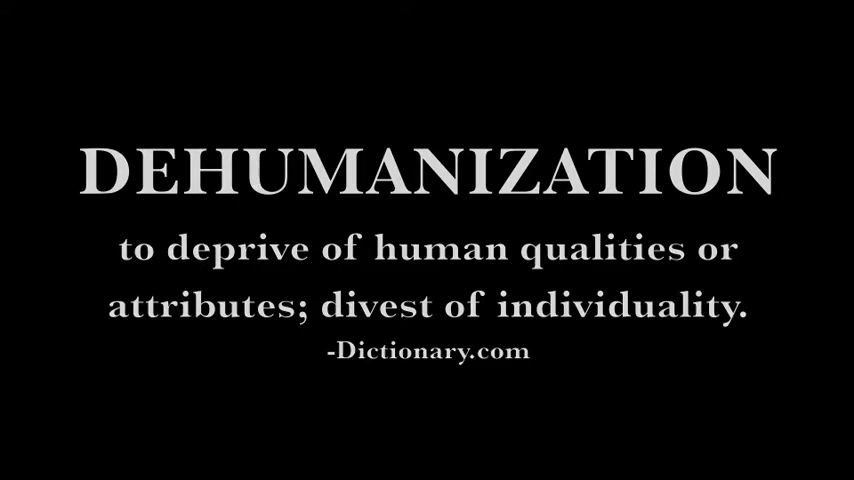 DEHUMANIZATION
to deprive of human qualities or
attributes; divest of individuality.
-Dictionary.com